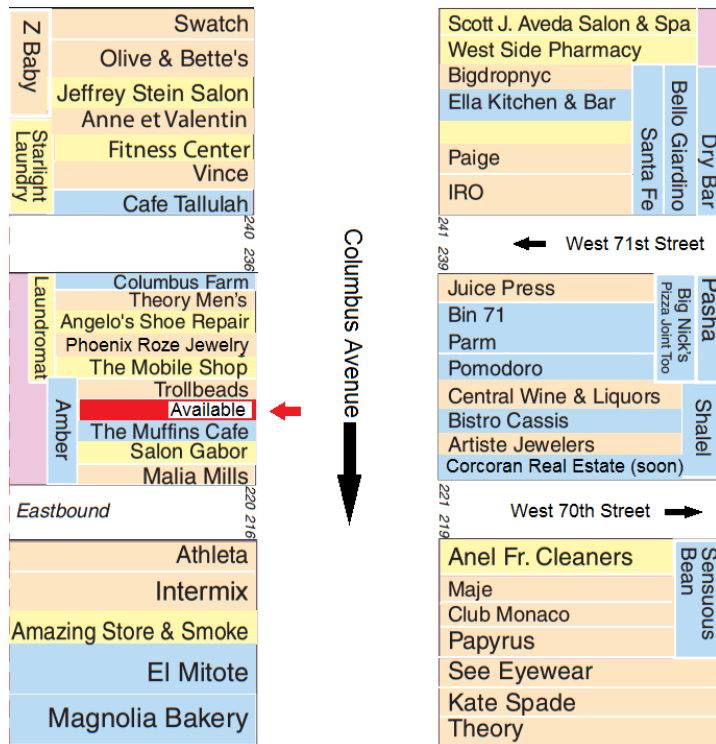 Z Baby
Swatch
Olive & Bette's
Jeffrey Stein Salon
Anne et Valentin
Starlight
Laundry
Fitness Center
Vince
Cafe Tallulah
240
236
Scott J. Aveda Salon & Spa
West Side Pharmacy
Bigdropnyc
Ella Kitchen & Bar
Paige
IRO
Santa Fe
Bello Giardino
Dry Bar
241
239
West 71st Street
Columbus Avenue
Laundromat
Columbus Farm
Theory Men's
Angelo's Shoe Repair
Phoenix Roze Jewelry
The Mobile Shop
Amber
Trollbeads
Available
The Muffins Cafe
Salon Gabor
Malia Mills
Eastbound
220
216
Juice Press
Bin 71
Parm
Pomodoro
Big Nick's
Pizza Joint Too
Pasha
Central Wine & Liquors
Bistro Cassis
Artiste Jewelers
Corcoran Real Estate (soon)
Shalel
221
219
West 70th Street
Athleta
Intermix
Amazing Store & Smoke
El Mitote
Magnolia Bakery
Anel Fr. Cleaners
Maje
Club Monaco
Papyrus
Sensuous
Bean
See Eyewear
Kate Spade
Theory